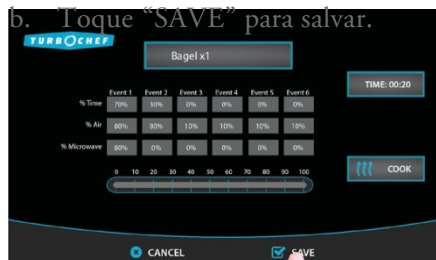 b. Toque “SAVE” para salvar.
TURBOCHEF
Bagel x1
TIME: 00:20
Event 1 Event 2 Event 3 Event 4 Event 5 Event 6
% Time 70% 30% 0% 0% 0% 0%
% Air 80% 80% 10% 10% 10% 10%
% Microwave 80% 0% 0% 0% 0% 0%
0 10 20 30 40 50 60 70 80 90 100
COOK
CANCEL
SAVE